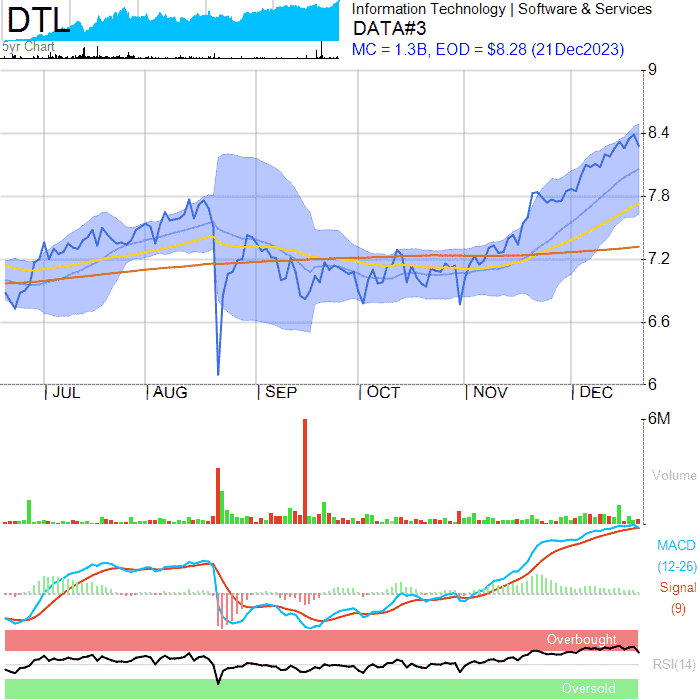 DTL
5yr Chart
Information Technology | Software & Services
DATA#3
MC = 1.3B, EOD = $8.28 (21Dec2023)
9
8.4
7.8
7.2
6.6
6
JUL AUG SEP OCT NOV DEC
6M
Volume
MACD
(12-26)
Signal
(9)
Overbought
RSI(14)
Oversold